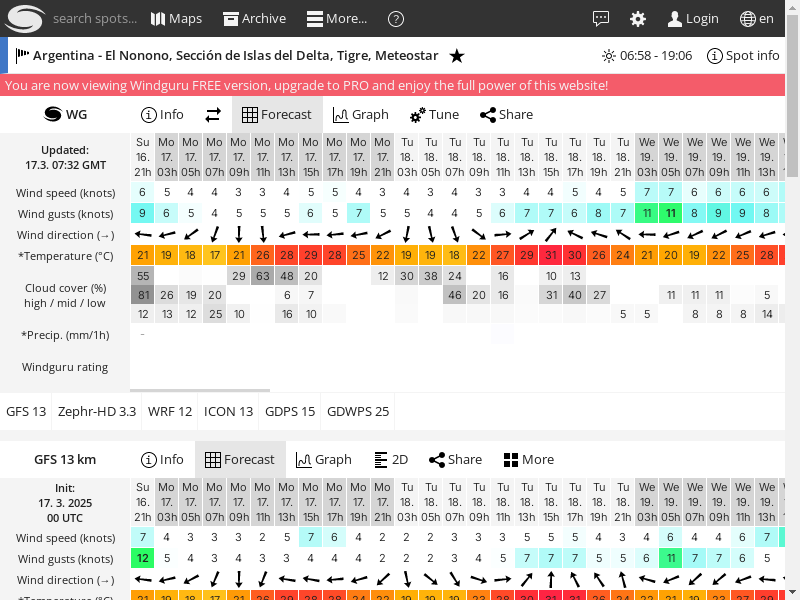 search spots... Maps Archive More... ? Login en
Argentina - El Nonono, Sección de Islas del Delta, Tigre, Meteostar ★ 06:58 - 19:06 Spot info
You are now viewing Windguru FREE version, upgrade to PRO and enjoy the full power of this website!
WG Info Forecast Graph Tune Share
Updated:
17.3. 07:32 GMT
Su Mo Mo Mo Mo Mo Mo Mo Mo Mo Mo Tu Tu Tu Tu Tu Tu Tu Tu Tu Tu We We We We We We
16. 17. 17. 17. 17. 17. 17. 17. 17. 17. 17. 18. 18. 18. 18. 18. 18. 18. 18. 18. 18. 19. 19. 19. 19. 19. 19.
21h 03h 05h 07h 09h 11h 13h 15h 17h 19h 21h 03h 05h 07h 09h 11h 13h 15h 17h 19h 21h 03h 05h 07h 09h 11h 13h
Wind speed (knots) 6 5 4 4 3 3 4 5 5 4 3 4 3 4 3 3 4 4 5 4 5 7 7 6 6 6 6
Wind gusts (knots) 9 6 5 4 5 5 5 6 5 7 5 5 4 4 5 6 7 7 6 8 7 11 11 8 9 9 8
Wind direction (→)
*Temperature (°C) 21 19 18 17 21 26 28 29 28 25 22 19 19 18 22 27 29 31 30 26 24 21 20 19 22 25 28
Cloud cover (%)
high / mid / low
55 29 63 48 20 12 30 38 24 16 10 13
81 26 19 20 6 7 46 20 16 31 40 27 11 11 11 5
12 13 12 25 10 16 10 5 5 8 8 8 14
*Precip. (mm/1h) -
Windguru rating
GFS 13 Zephr-HD 3.3 WRF 12 ICON 13 GDPS 15 GDWPS 25
GFS 13 km Info Forecast Graph 2D Share More
Init:
17. 3. 2025
00 UTC
Su Mo Mo Mo Mo Mo Mo Mo Mo Mo Mo Tu Tu Tu Tu Tu Tu Tu Tu Tu Tu We We We We We We
16. 17. 17. 17. 17. 17. 17. 17. 17. 17. 17. 18. 18. 18. 18. 18. 18. 18. 18. 18. 18. 19. 19. 19. 19. 19. 19.
21h 03h 05h 07h 09h 11h 13h 15h 17h 19h 21h 03h 05h 07h 09h 11h 13h 15h 17h 19h 21h 03h 05h 07h 09h 11h 13h
Wind speed (knots) 7 4 3 3 3 2 5 7 6 4 2 2 2 3 3 3 5 5 5 4 3 4 6 4 4 6 7
Wind gusts (knots) 12 5 4 3 4 3 3 4 4 4 2 2 2 3 4 5 7 7 7 5 5 6 11 7 7 6 5
Wind direction (→)